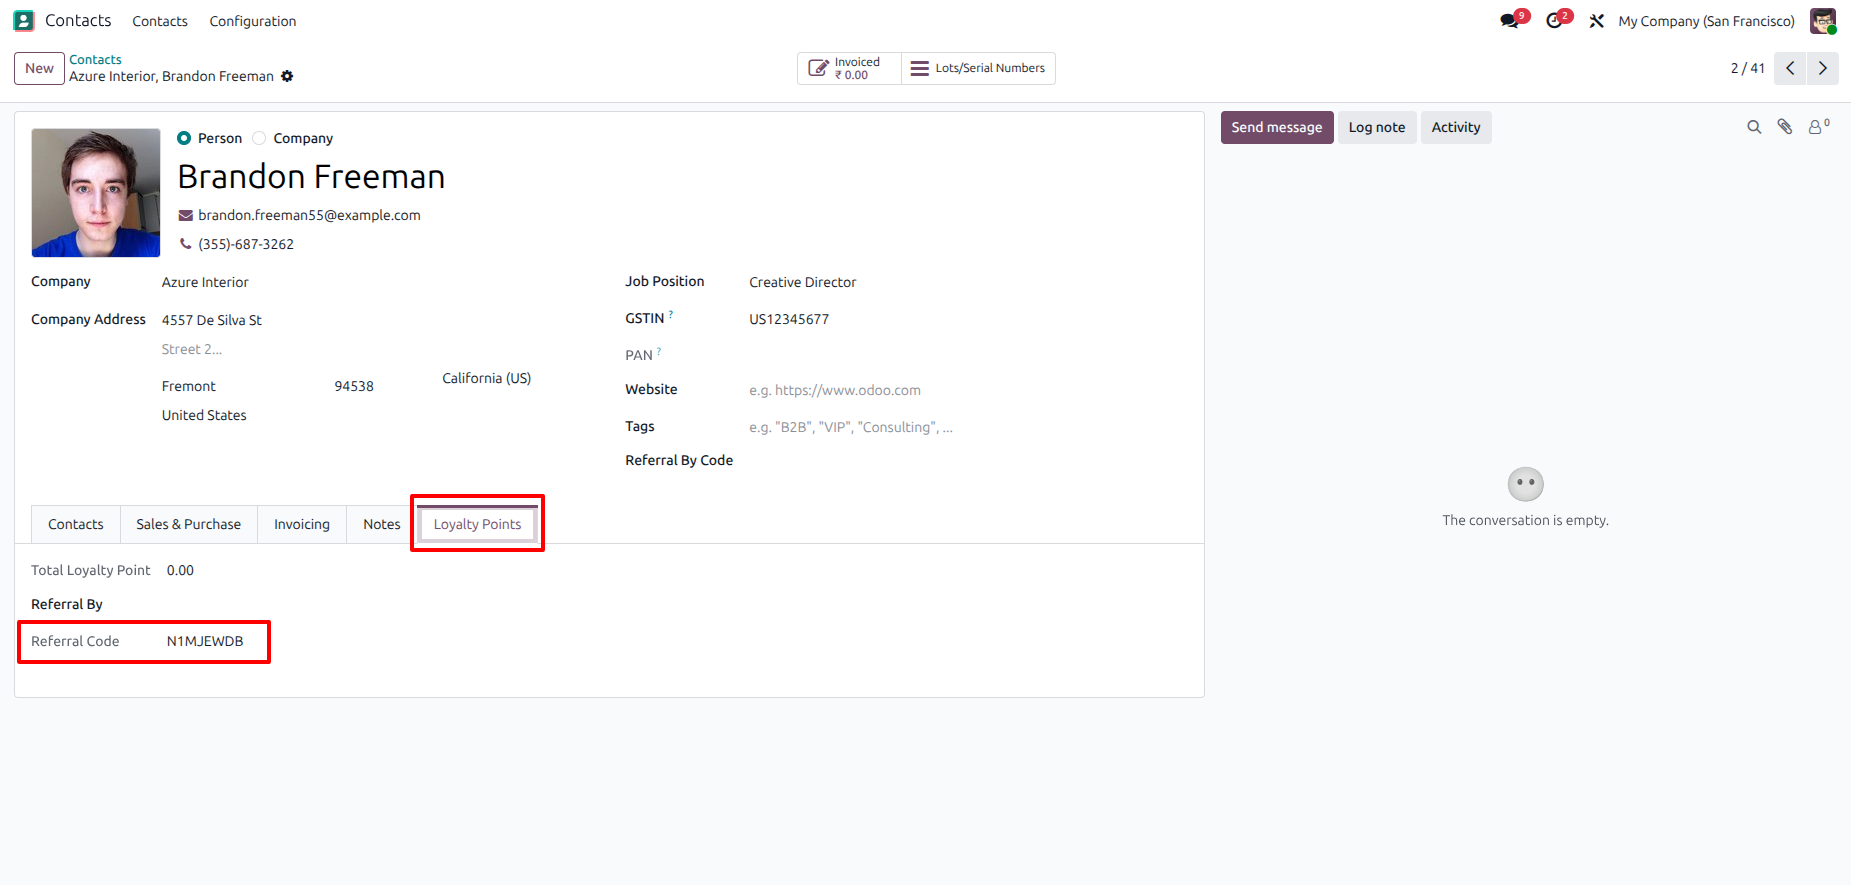 Contacts Contacts Configuration 9 2 My Company (San Francisco)
New Contacts
Azure Interior, Brandon Freeman
Invoiced
₹ 0.00
Lots/Serial Numbers
2 / 41
Person Company
Brandon Freeman
brandon.freeman55@example.com
(355)-687-3262
Company Azure Interior
Company Address 4557 De Silva St
Street 2...
Fremont 94538 California (US)
United States
Job Position Creative Director
GSTIN ? US12345677
PAN ?
Website e.g. https://www.odoo.com
Tags e.g. "B2B", "VIP", "Consulting", ...
Referral By Code
Contacts Sales & Purchase Invoicing Notes Loyalty Points
Total Loyalty Point 0.00
Referral By
Referral Code N1MJEWDB
Send message Log note Activity 0
The conversation is empty.